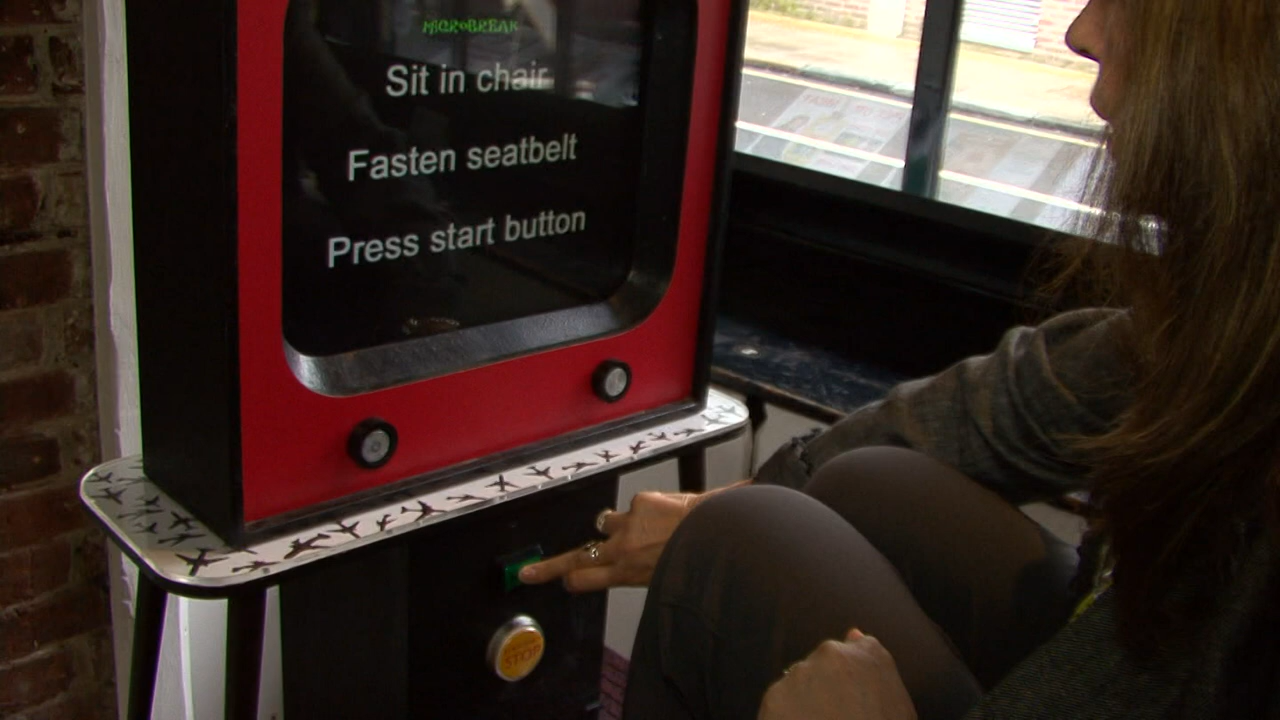 MICROBREAK
Sit in chair
Fasten seatbelt
Press start button
STOP